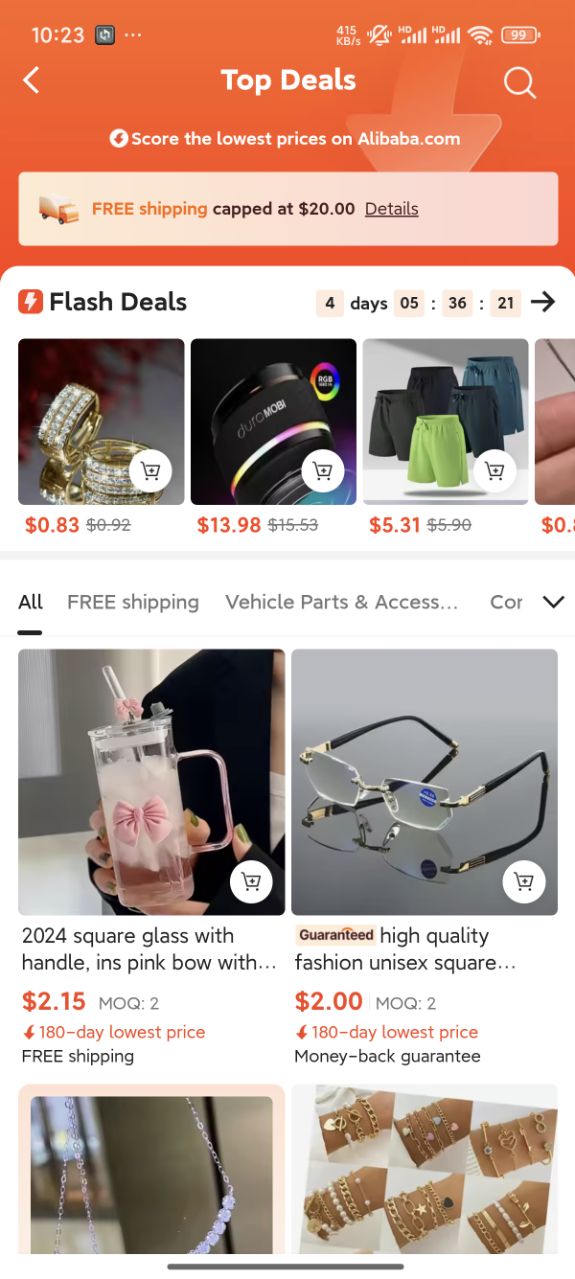 10:23 ...
415 KB/s HD HD 99
Top Deals
Score the lowest prices on Alibaba.com
FREE shipping capped at $20.00 Details
Flash Deals 4 days 05 : 36 : 21
RGB
duraMOBI
$0.83 $0.92 $13.98 $15.53 $5.31 $5.90 $0.8
All FREE shipping Vehicle Parts & Access... Cor
2024 square glass with
handle, ins pink bow with...
$2.15 MOQ: 2
180-day lowest price
FREE shipping
Guaranteed high quality
fashion unisex square...
$2.00 MOQ: 2
180-day lowest price
Money-back guarantee